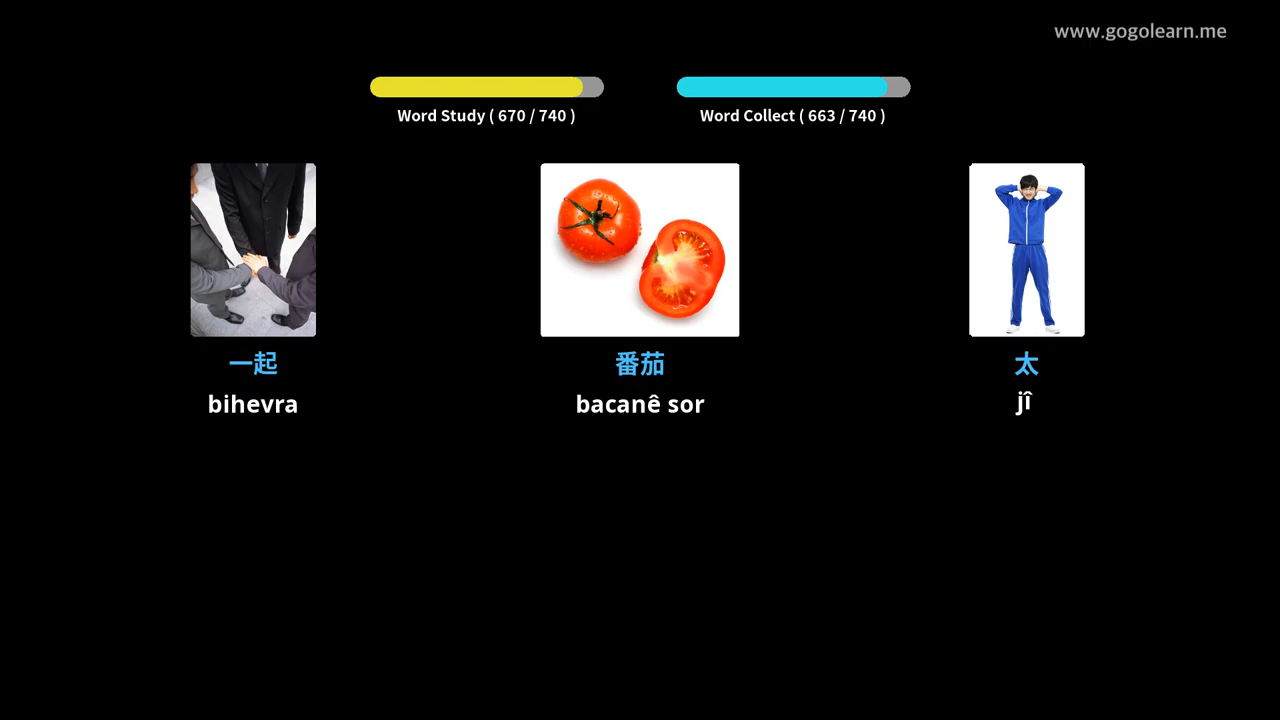 www.gogolearn.me
Word Study ( 670 / 740 )
Word Collect ( 663 / 740 )
一起
番茄
太
bihevra
bacanê sor
jî